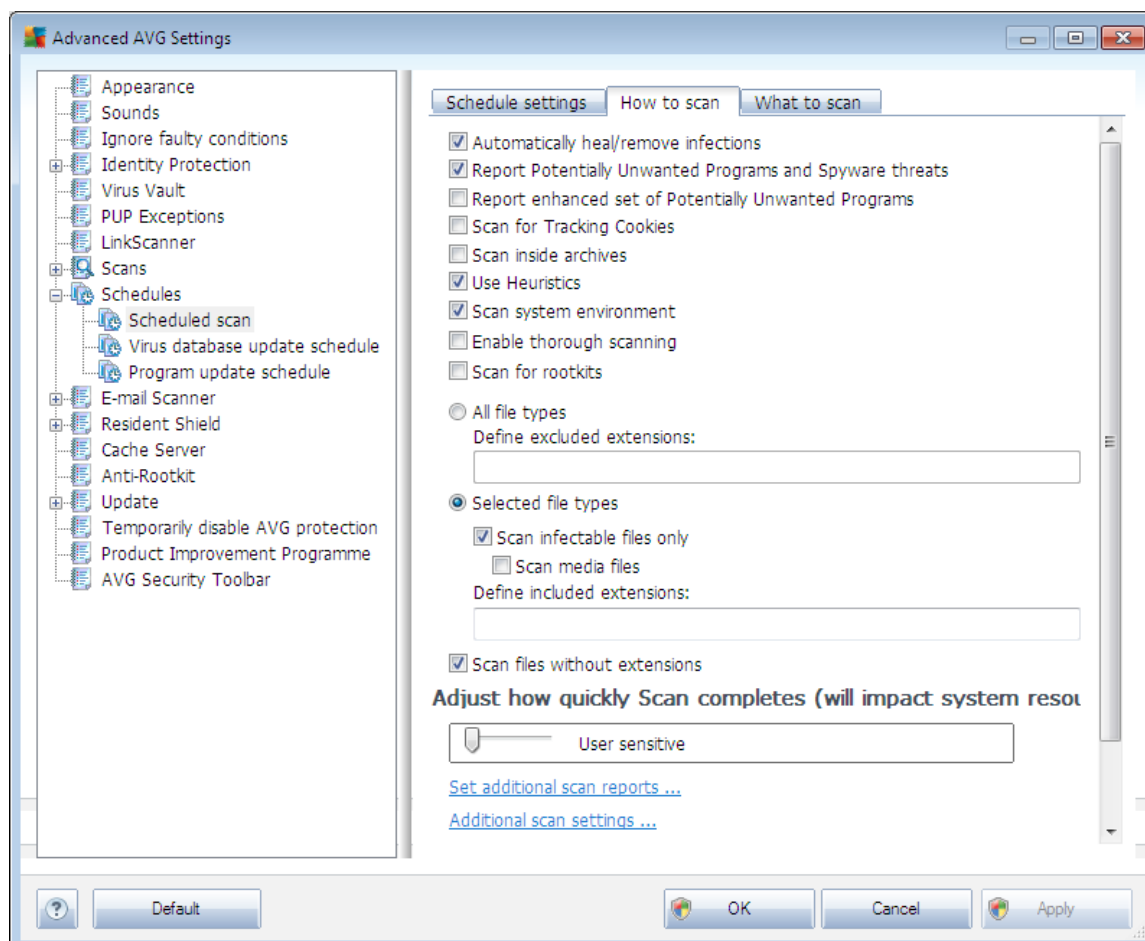 Advanced AVG Settings
Appearance
Sounds
Ignore faulty conditions
Identity Protection
Virus Vault
PUP Exceptions
LinkScanner
Scans
Schedules
Scheduled scan
Virus database update schedule
Program update schedule
E-mail Scanner
Resident Shield
Cache Server
Anti-Rootkit
Update
Temporarily disable AVG protection
Product Improvement Programme
AVG Security Toolbar
Schedule settings
How to scan
What to scan
Automatically heal/remove infections
Report Potentially Unwanted Programs and Spyware threats
Report enhanced set of Potentially Unwanted Programs
Scan for Tracking Cookies
Scan inside archives
Use Heuristics
Scan system environment
Enable thorough scanning
Scan for rootkits
All file types
Define excluded extensions:
Selected file types
Scan infectable files only
Scan media files
Define included extensions:
Scan files without extensions
Adjust how quickly Scan completes (will impact system resou
User sensitive
Set additional scan reports ...
Additional scan settings ...
?
Default
OK
Cancel
Apply